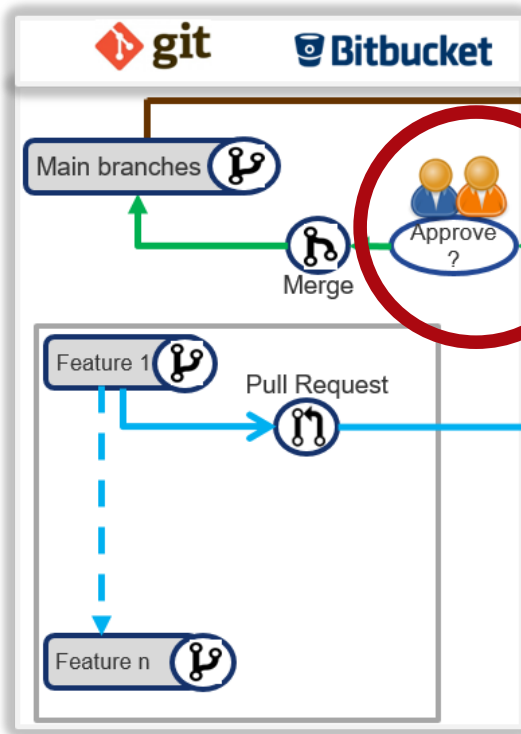 git Bitbucket
Main branches
Approve
?
Merge
Feature 1
Pull Request
Feature n